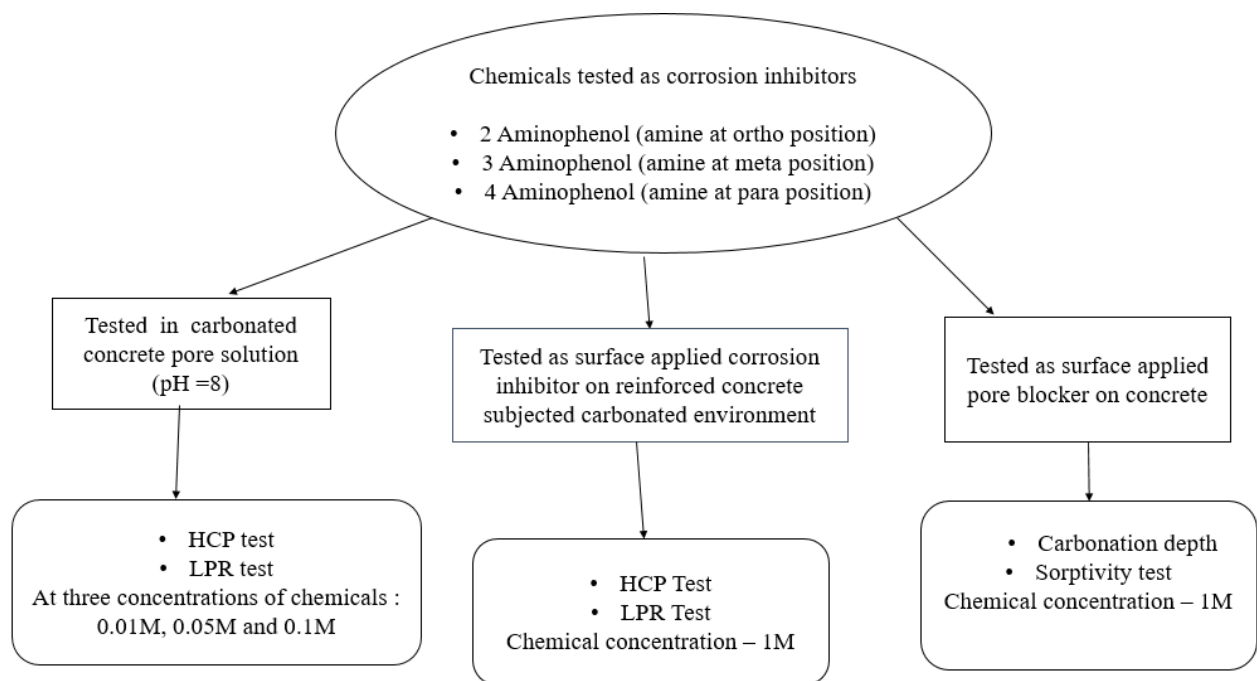 Chemicals tested as corrosion inhibitors
• 2 Aminophenol (amine at ortho position)
• 3 Aminophenol (amine at meta position)
• 4 Aminophenol (amine at para position)
Tested in carbonated
concrete pore solution
(pH =8)
Tested as surface applied corrosion
inhibitor on reinforced concrete
subjected carbonated environment
Tested as surface applied
pore blocker on concrete
• HCP test
• LPR test
At three concentrations of chemicals :
0.01M, 0.05M and 0.1M
• HCP Test
• LPR Test
Chemical concentration – 1M
• Carbonation depth
• Sorptivity test
Chemical concentration – 1M